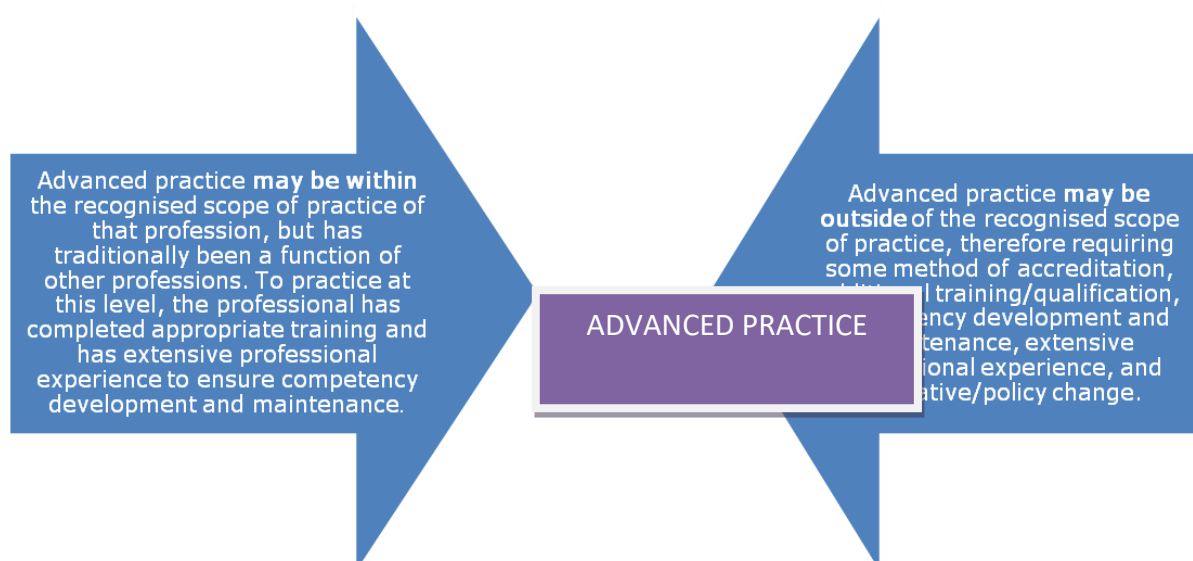 Advanced practice may be within
the recognised scope of practice of
that profession, but has
traditionally been a function of
other professions. To practice at
this level, the professional has
completed appropriate training and
has extensive professional
experience to ensure competency
development and maintenance.
ADVANCED PRACTICE
Advanced practice may be
outside of the recognised scope
of practice, therefore requiring
some method of accreditation,
training/qualification,
development and
extensive
experience, and
change.